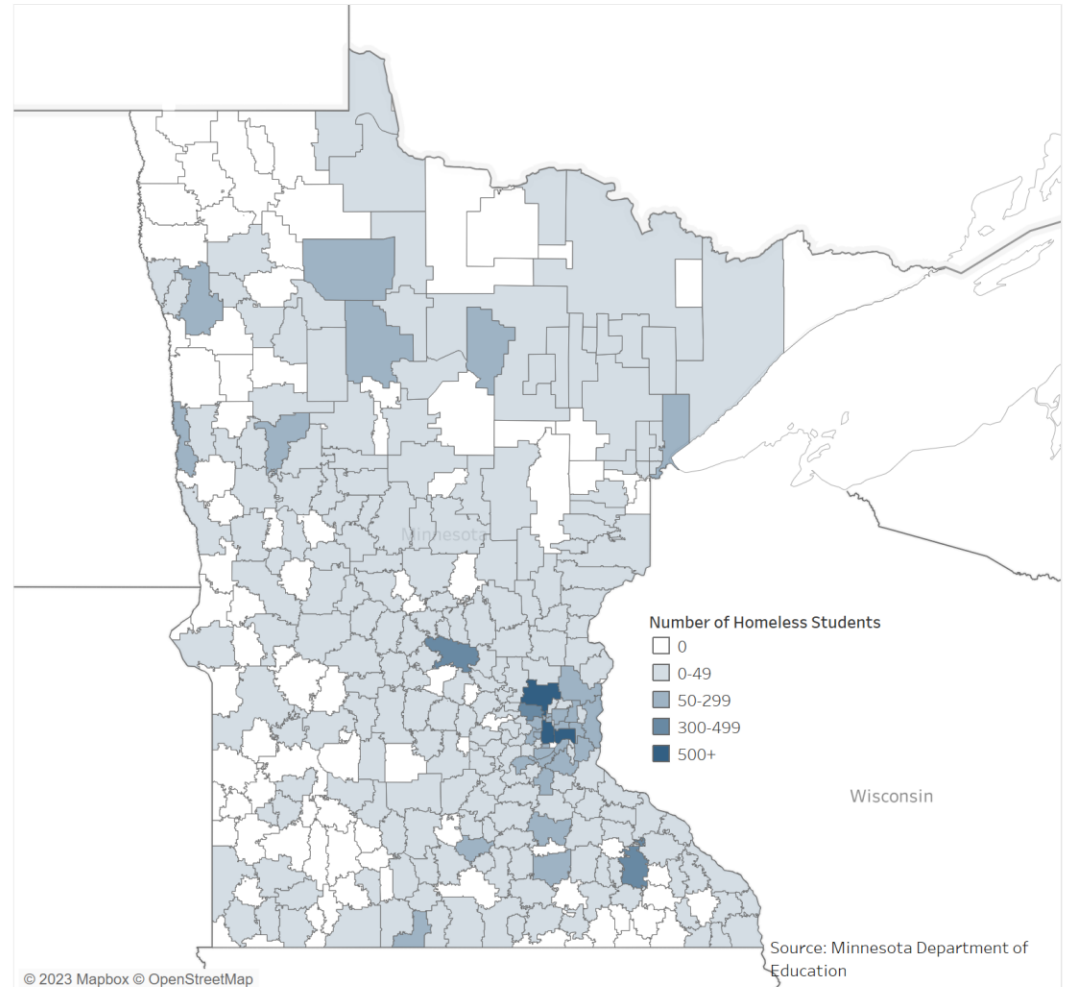 Minnesota
Number of Homeless Students
0
0-49
50-299
300-499
500+
Wisconsin
Source: Minnesota Department of
Education
© 2023 Mapbox © OpenStreetMap